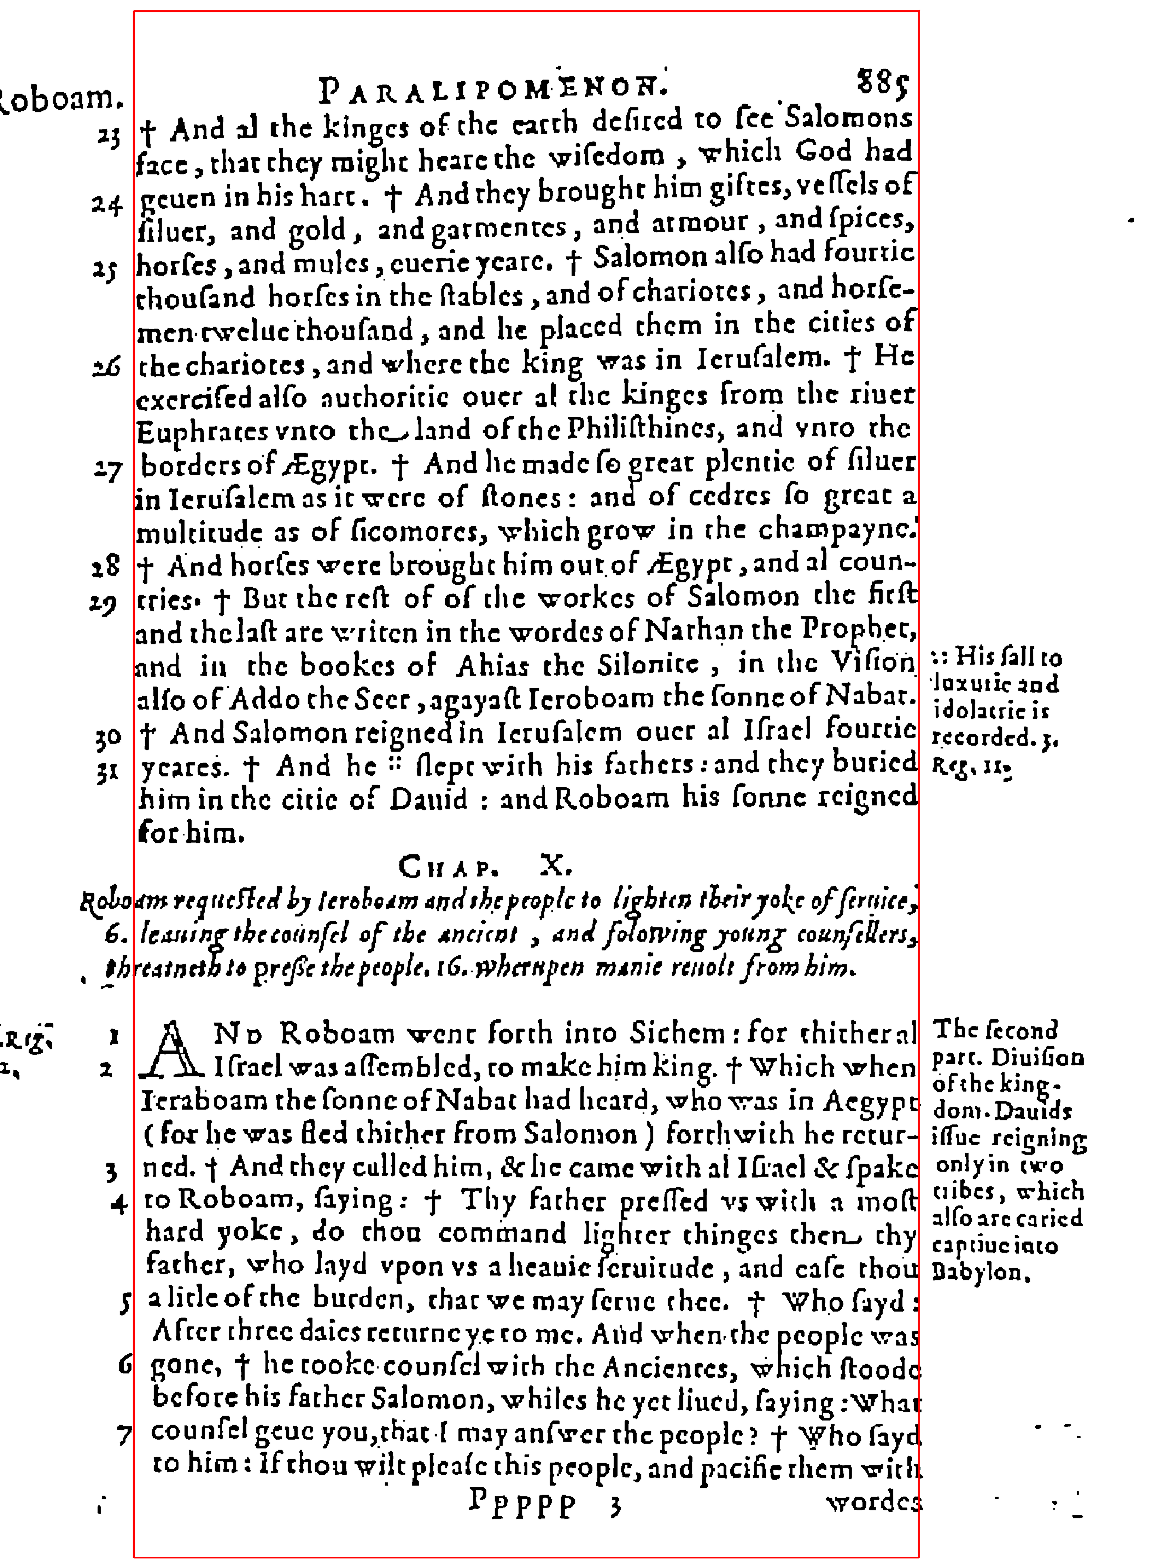 Roboam. PARALIPOMENON. 885
23 † And al the kinges of the earth desired to ſee Salomons
face, that they might heare the wiſedom, which God had
24 geuen in his hart. † And they brought him giftes, veſſels of
ſiluer, and gold, and garmentes, and armour, and ſpices,
25 horſes, and mules, euerie yeare. † Salomon alſo had fourtie
thouſand horſes in the ſtables, and of chariotes, and horſe-
men twelue thouſand, and he placed them in the cities of
26 the chariotes, and where the king was in Ieruſalem. † He
exerciſed alſo authoritie ouer al the kinges from the riuer
Euphrates vnto the land of the Philiſthines, and vnto the
27 borders of Ægypt. † And he made ſo great plentie of ſiluer
in Ieruſalem as it were of ſtones: and of cedres ſo great a
multitude as of ſicomores, which grow in the champayne.
28 † And horſes were brought him out of Ægypt, and al coun-
29 tries. † But the reſt of of the workes of Salomon the firſt
and the laſt are writen in the wordes of Nathan the Prophet,
and in the bookes of Ahias the Silonite, in the Viſion
alſo of Addo the Seer, agayſt Ieroboam the ſonne of Nabat.
30 † And Salomon reigned in Ieruſalem ouer al Iſrael fourtie
31 yeares. † And he :: ſlept with his fathers: and they buried
him in the citie of Dauid: and Roboam his ſonne reigned
for him.
:: His fall to
luxurie and
idolatrie is
recorded. 3.
Reg. 11.
CHAP. X.
Roboam requeſted by Ieroboam and the people to lighten their yoke of ſeruice,
6. leauing the counſel of the ancient, and folowing young counſellers,
threatneth to preſſe the people. 16. Wherupen manie reuolt from him.
Reg.
1 AND Roboam went forth into Sichem: for thither al
2 Iſrael was aſſembled, to make him king. † Which when
Ieraboam the ſonne of Nabat had heard, who was in Aegypt
(for he was fled thither from Salomon) forthwith he retur-
3 ned. † And they culled him, & he came with al Iſrael & ſpake
4 to Roboam, ſaying: † Thy father preſſed vs with a moſt
hard yoke, do thou command lighter thinges then thy
father, who layd vpon vs a heauie ſeruitude, and eaſe thou
5 a litle of the burden, that we may ſerue thee. † Who ſayd:
After three daies returne ye to me. And when the people was
6 gone, † he tooke counſel with the Ancientes, which ſtoode
before his father Salomon, whiles he yet liued, ſaying: What
7 counſel geue you, that I may anſwer the people? † Who ſayd
to him: If thou wilt pleaſe this people, and pacifie them with
The ſecond
part. Diuiſion
of the king-
dom. Dauids
iſſue reigning
only in two
tribes, which
alſo are caried
captiue into
Babylon.
Ppppp 3 wordes